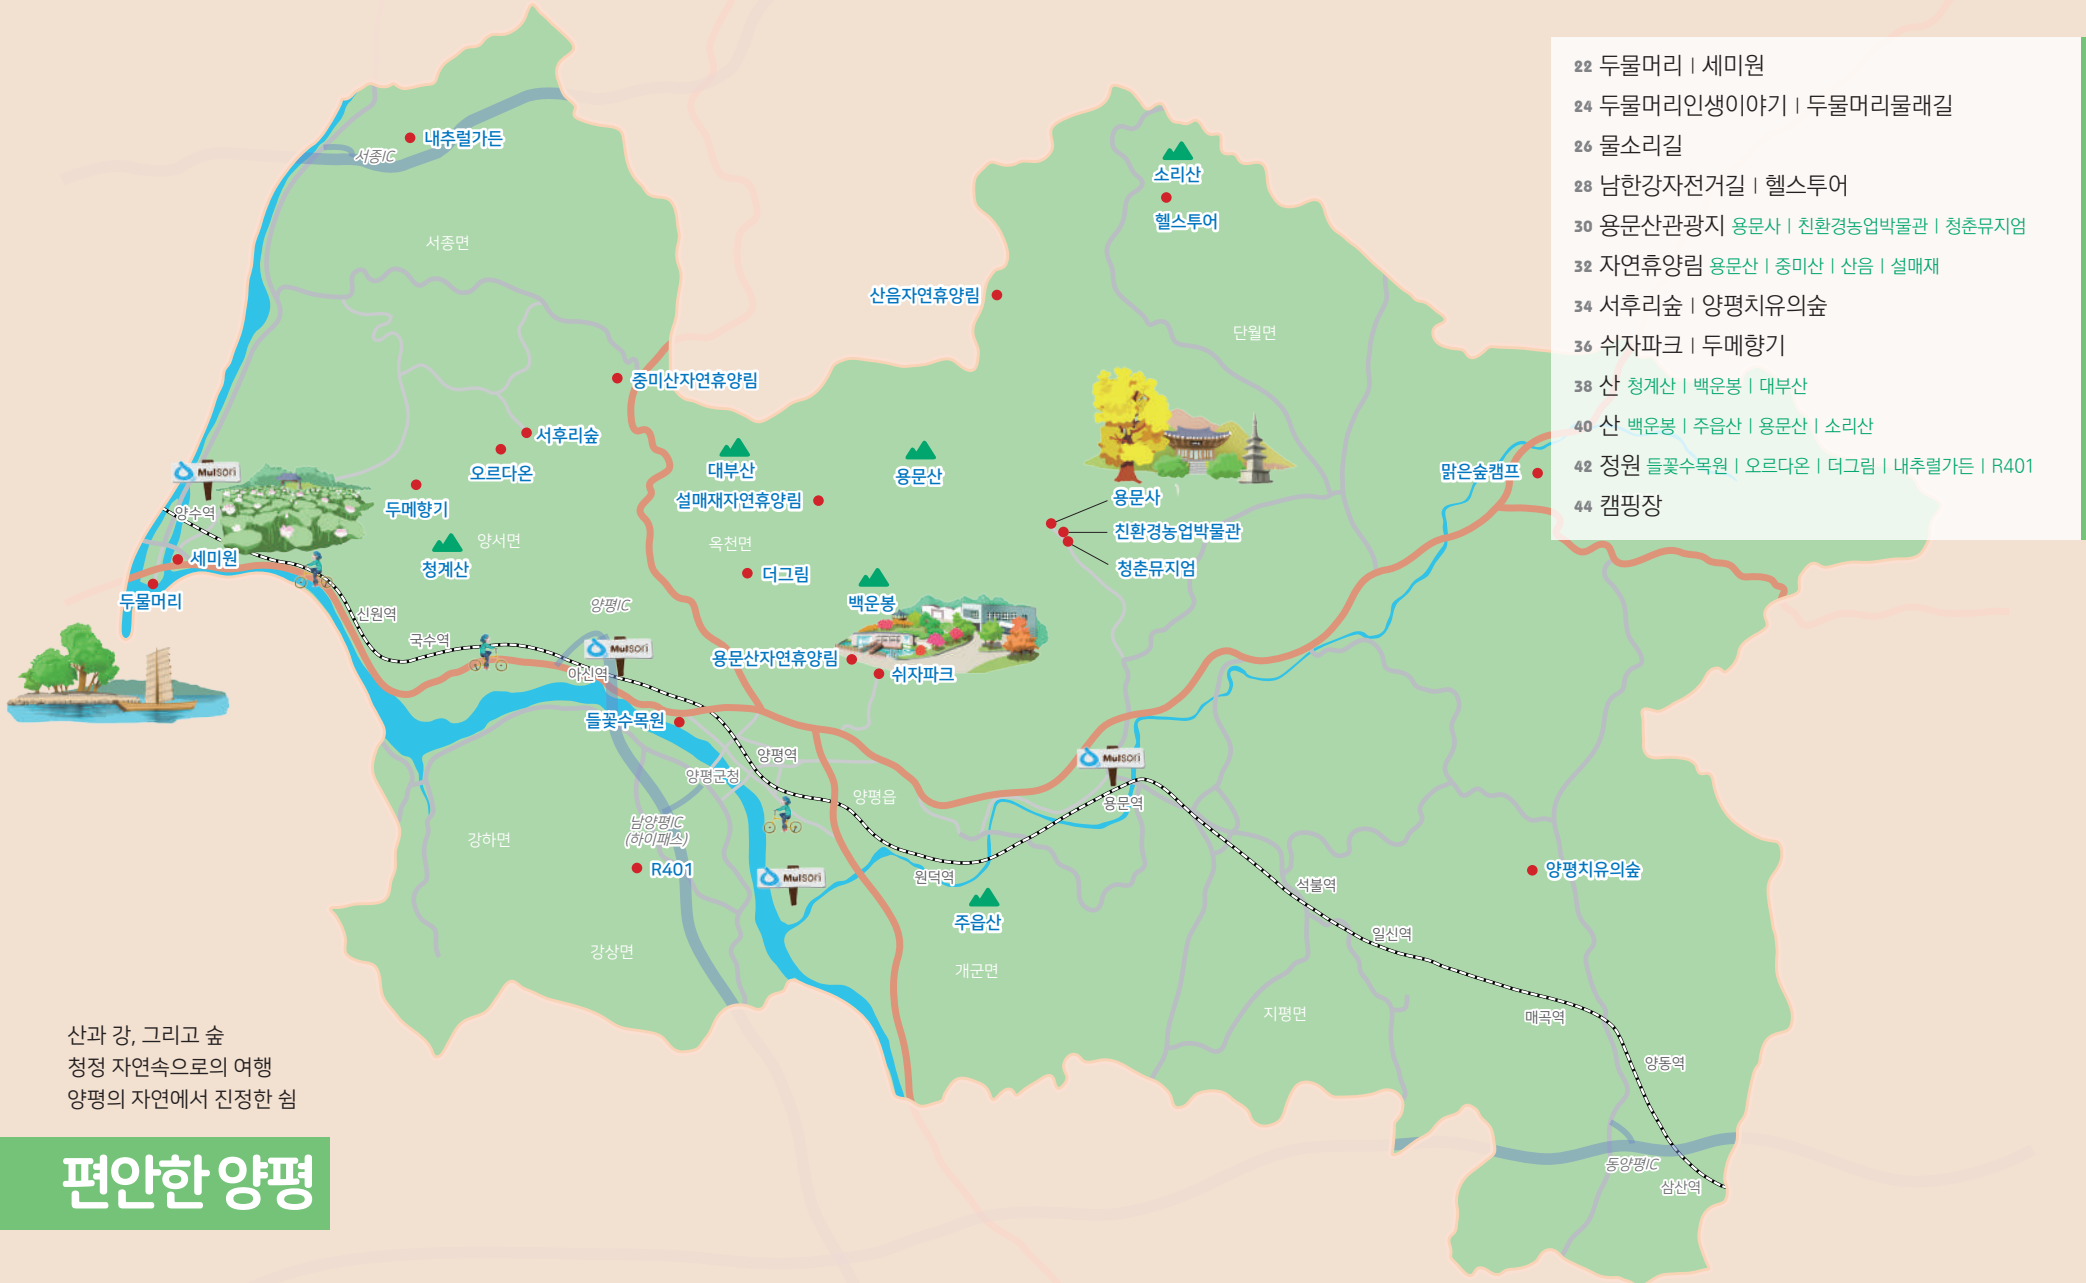 22 두물머리 | 세미원
24 두물머리인생이야기 | 두물머리물래길
26 물소리길
28 남한강자전거길 | 헬스투어
30 용문산관광지 용문사 | 친환경농업박물관 | 청춘뮤지엄
32 자연휴양림 용문산 | 중미산 | 산음 | 설매재
34 서후리숲 | 양평치유의숲
36 쉬자파크 | 두메향기
38 산 청계산 | 백운봉 | 대부산
40 산 백운봉 | 주읍산 | 용문산 | 소리산
42 정원 들꽃수목원 | 오르다온 | 더그림 | 내추럴가든 | R401
44 캠핑장
내추럴가든
서종IC
소리산
헬스투어
서종면
산음자연휴양림
단월면
중미산자연휴양림
서후리숲
오르다온
대부산
용문산
맑은숲캠프
Mulsori
두메향기
설매재자연휴양림
용문사
양수역
친환경농업박물관
양서면
옥천면
세미원
청계산
더그림
청춘뮤지엄
두물머리
백운봉
양평IC
신원역
국수역
Mulsori
아신역
용문산자연휴양림
쉬자파크
들꽃수목원
양평역
Mulsori
양평군청
양평읍
용문역
남양평IC
(하이패스)
강하면
R401
Mulsori
원덕역
석불역
양평치유의숲
주읍산
일신역
강상면
개군면
지평면
매곡역
양동역
동양평IC
삼산역
산과 강, 그리고 숲
청정 자연속으로의 여행
양평의 자연에서 진정한 쉼
편안한 양평